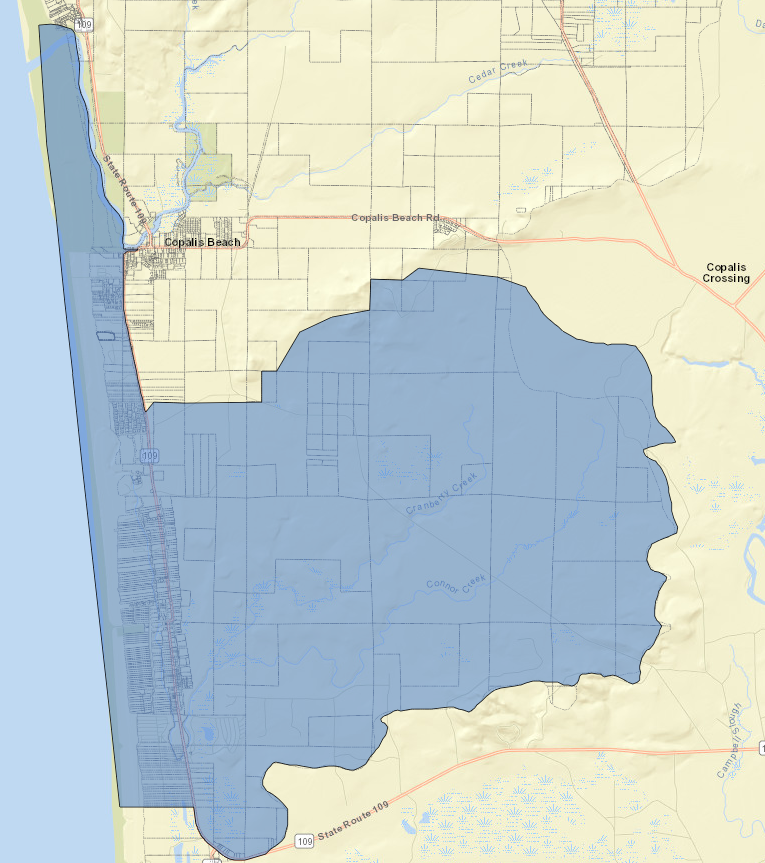 109
Cedar Creek
State Route 109
Copalis Beach Rd
Copalis Beach
Copalis
Crossing
109
Cranberry Creek
Connor Creek
Campbell Slough
State Route 109
109